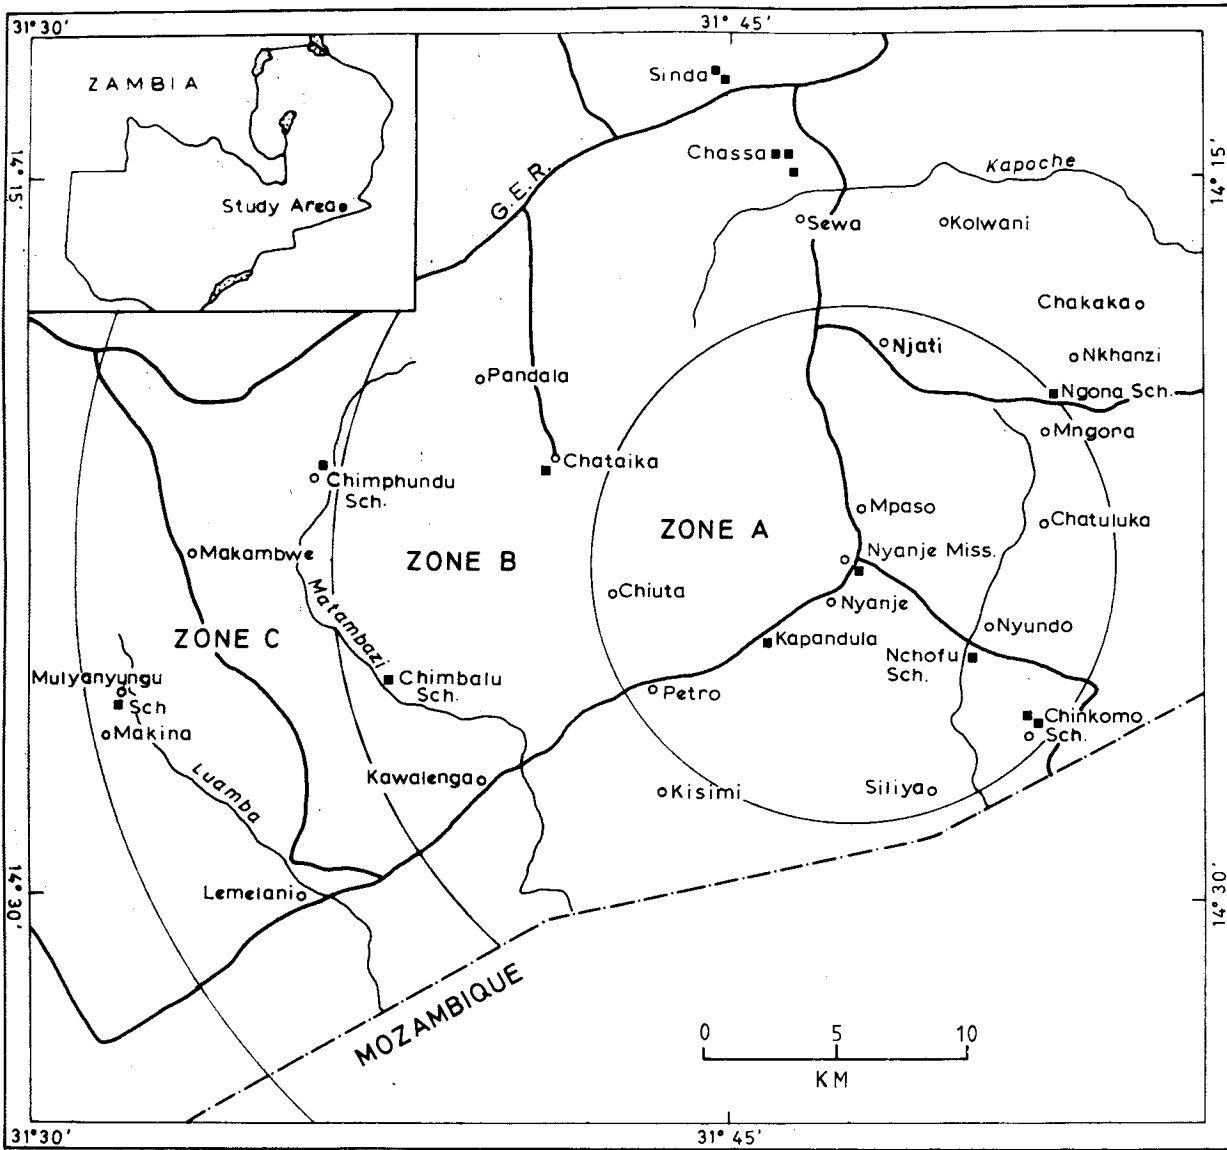 31° 30'
31° 45'
ZAMBIA
Study Area
Sinda
Chassa
Kapoche
14° 15'
14° 15'
G.E.R.
Sewa
Kolwani
Chakaka
Njati
Nkhanzi
Pandala
Ngona Sch.
Mngora
Chataika
Chimphundu
Sch.
Mpaso
ZONE A
Chatuluka
Makambwe
ZONE B
Nyanje Miss.
Chiuta
Nyanje
Matambazi
ZONE C
Kapandula
Nyundo
Nchofu
Sch.
Mulyanyungu
Sch
Chimbalu
Sch.
Petro
Makina
Chinkomo
Sch.
Luamba
Kawalenga
Kisimi
Siliya
Lemelani
14° 30'
14° 30'
MOZAMBIQUE
0 5 10
KM
31° 30'
31° 45'